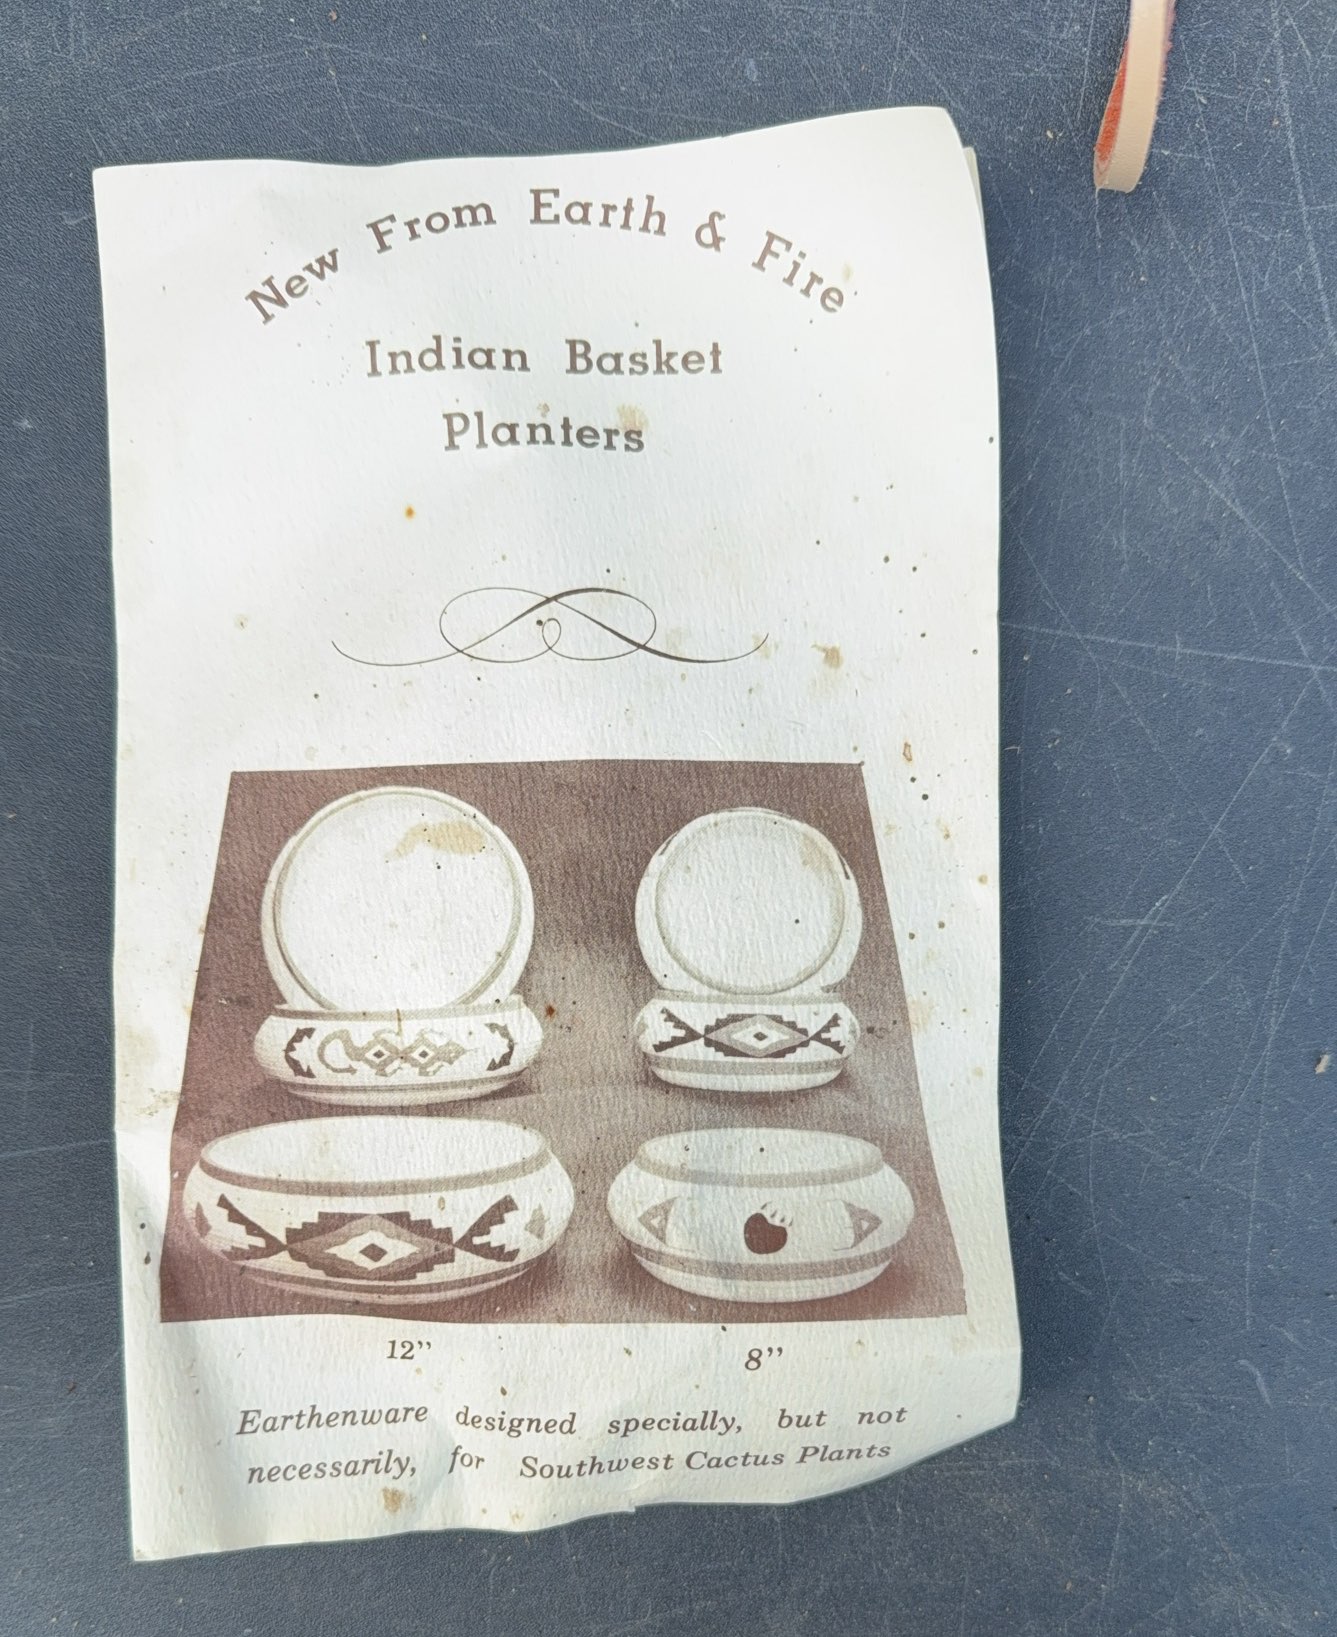 New From Earth & Fire
Indian Basket
Planters
12”
8”
Earthenware designed specially, but not
necessarily, for Southwest Cactus Plants